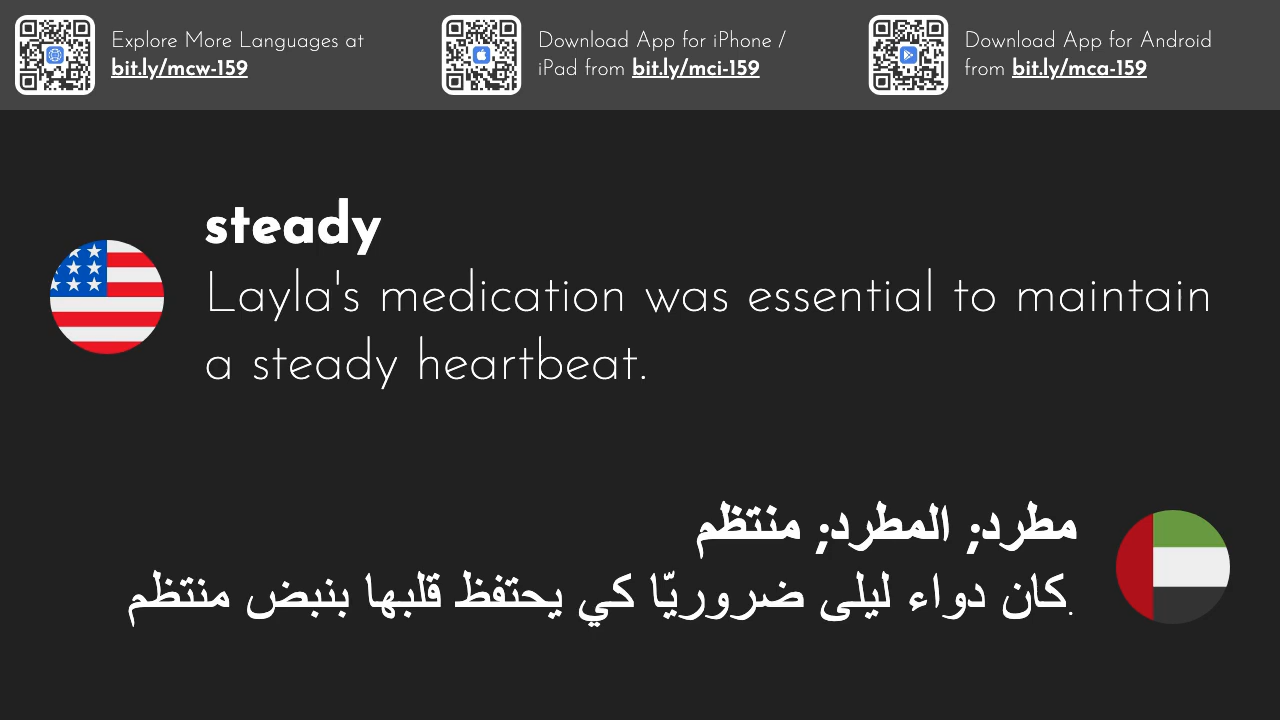 Explore More Languages at
bit.ly/mcw-159
Download App for iPhone /
iPad from bit.ly/mci-159
Download App for Android
from bit.ly/mca-159
steady
Layla's medication was essential to maintain
a steady heartbeat.
مطرد; المطرد; منتظم
كان دواء ليلى ضروريّا كي يحتفظ قلبها بنبض منتظم.